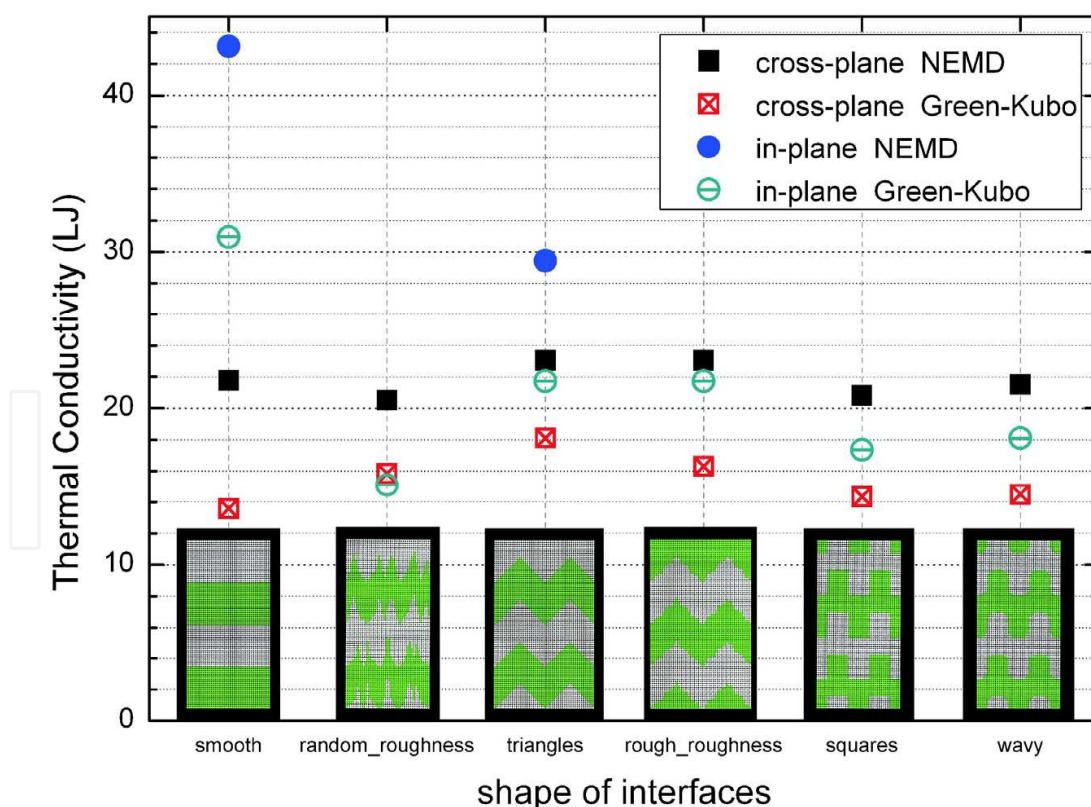 Thermal Conductivity (LJ)
40
30
20
10
0
cross-plane NEMD
cross-plane Green-Kubo
in-plane NEMD
in-plane Green-Kubo
smooth random_roughness triangles rough_roughness squares wavy
shape of interfaces